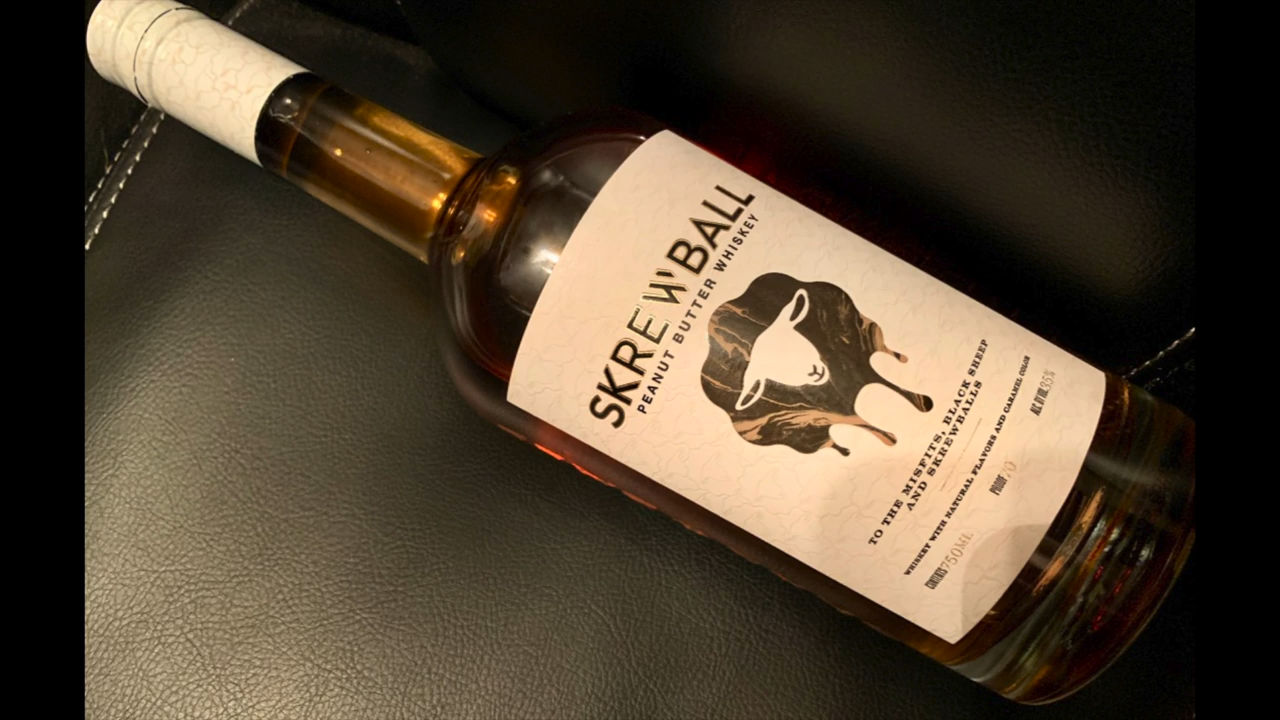 SKREWBALL
PEANUT BUTTER WHISKEY
TO THE MISFITS, BLACK SHEEP
AND SKREWBALLS
WHISKEY WITH NATURAL FLAVORS AND CARAMEL COLOR
CONTENTS 750ML PROOF 70 ALC. BY VOL. 35%